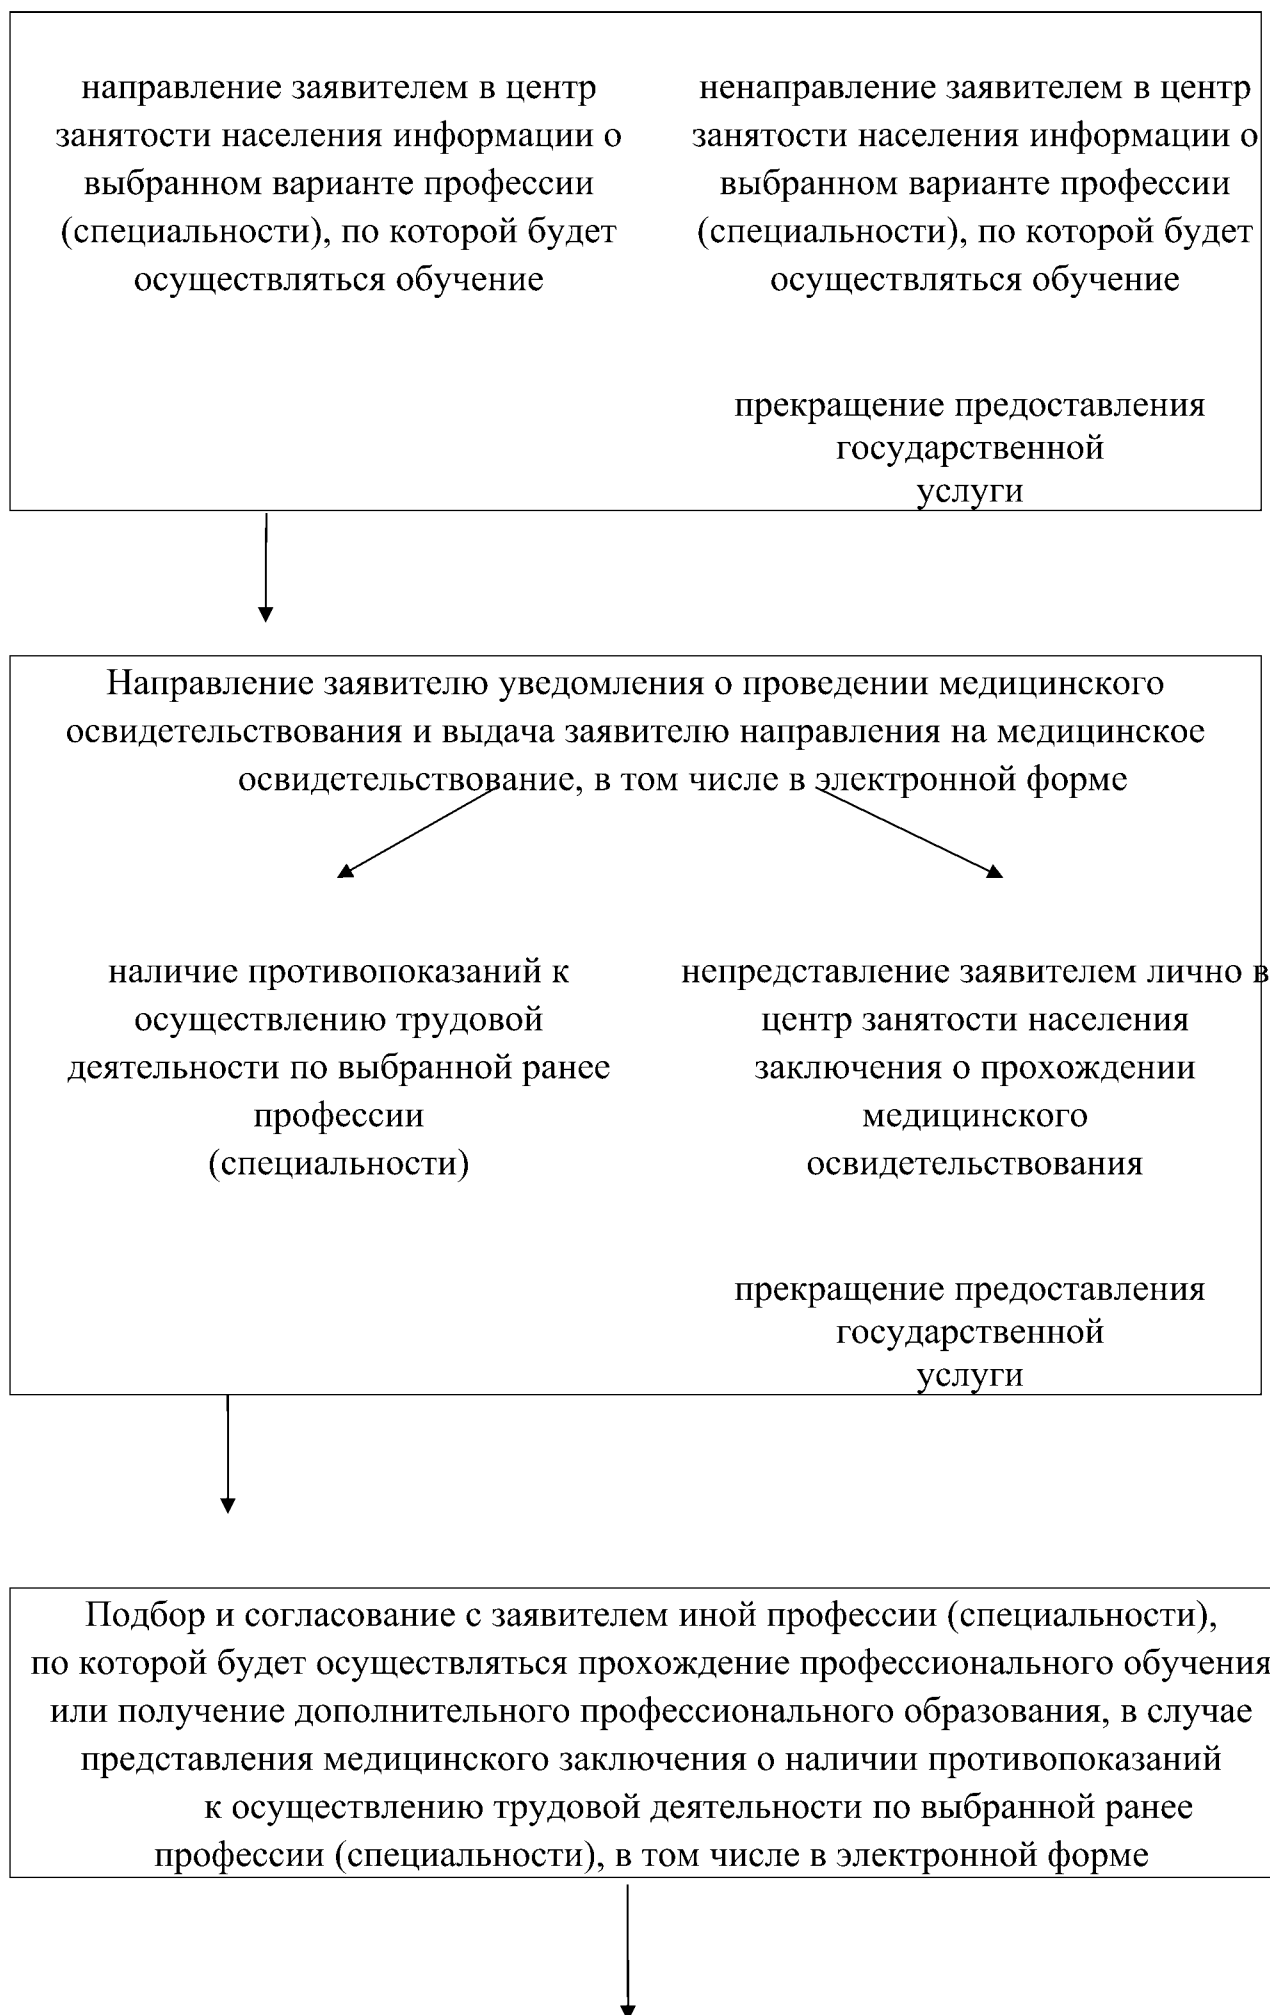 направление заявителем в центр
занятости населения информации о
выбранном варианте профессии
(специальности), по которой будет
осуществляться обучение
ненаправление заявителем в центр
занятости населения информации о
выбранном варианте профессии
(специальности), по которой будет
осуществляться обучение
прекращение предоставления
государственной
услуги
Направление заявителю уведомления о проведении медицинского
освидетельствования и выдача заявителю направления на медицинское
освидетельствование, в том числе в электронной форме
наличие противопоказаний к
осуществлению трудовой
деятельности по выбранной ранее
профессии
(специальности)
непредставление заявителем лично в
центр занятости населения
заключения о прохождении
медицинского
освидетельствования
прекращение предоставления
государственной
услуги
Подбор и согласование с заявителем иной профессии (специальности),
по которой будет осуществляться прохождение профессионального обучения
или получение дополнительного профессионального образования, в случае
представления медицинского заключения о наличии противопоказаний
к осуществлению трудовой деятельности по выбранной ранее
профессии (специальности), в том числе в электронной форме